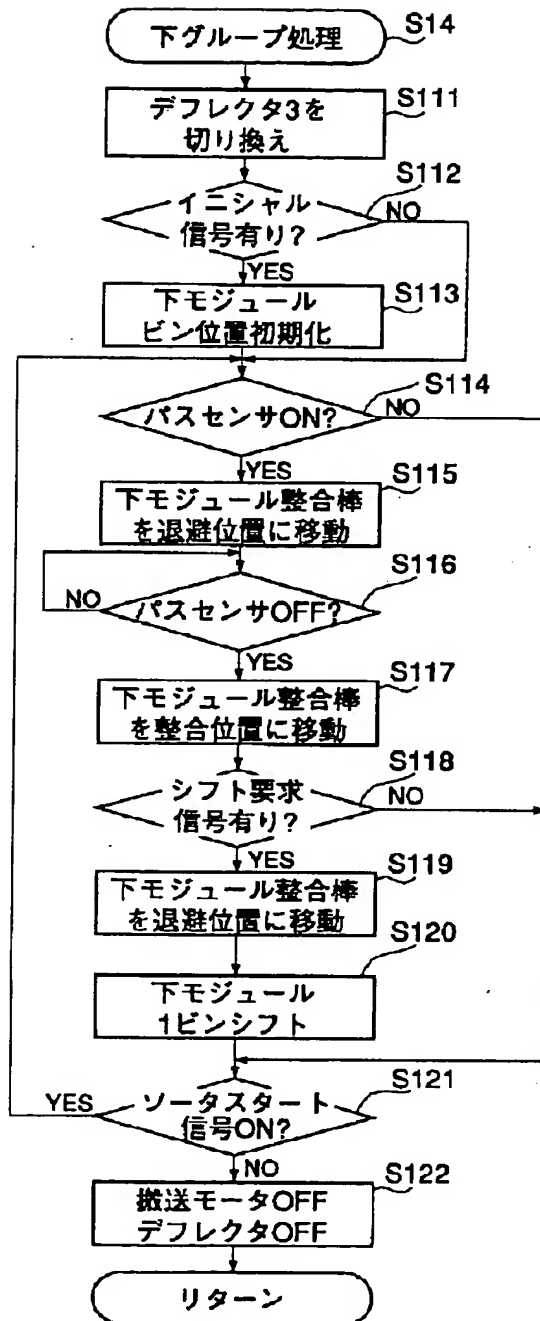 下グループ処理
S14
デフレクタ3を
切り換え
S111
イニシャル
信号有り?
S112
NO
YES
下モジュール
ビン位置初期化
S113
パスセンサON?
S114
NO
YES
下モジュール整合棒
を退避位置に移動
S115
パスセンサOFF?
S116
NO
YES
下モジュール整合棒
を整合位置に移動
S117
シフト要求
信号有り?
S118
NO
YES
下モジュール整合棒
を退避位置に移動
S119
下モジュール
1ビンシフト
S120
ソータスタート
信号ON?
S121
YES
NO
搬送モータOFF
デフレクタOFF
S122
リターン